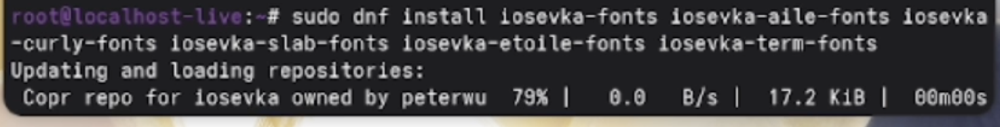 root@localhost-live:~# sudo dnf install iosevka-fonts iosevka-aile-fonts iosevka
-curly-fonts iosevka-slab-fonts iosevka-etoile-fonts iosevka-term-fonts
Updating and loading repositories:
Copr repo for iosevka owned by peterwu 79% | 0.0 B/s | 17.2 KiB | 00m00s